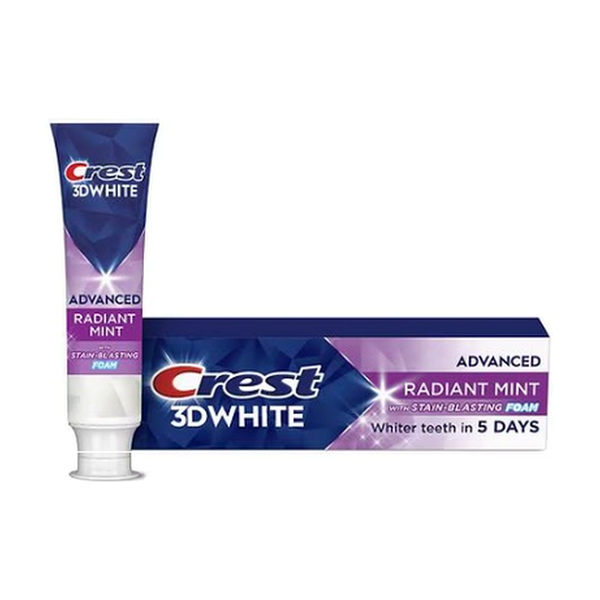 Crest
3DWHITE
ADVANCED
RADIANT
MINT
WITH
STAIN-BLASTING
FOAM
Crest
3DWHITE
ADVANCED
RADIANT MINT
WITH STAIN-BLASTING FOAM
Whiter teeth in 5 DAYS